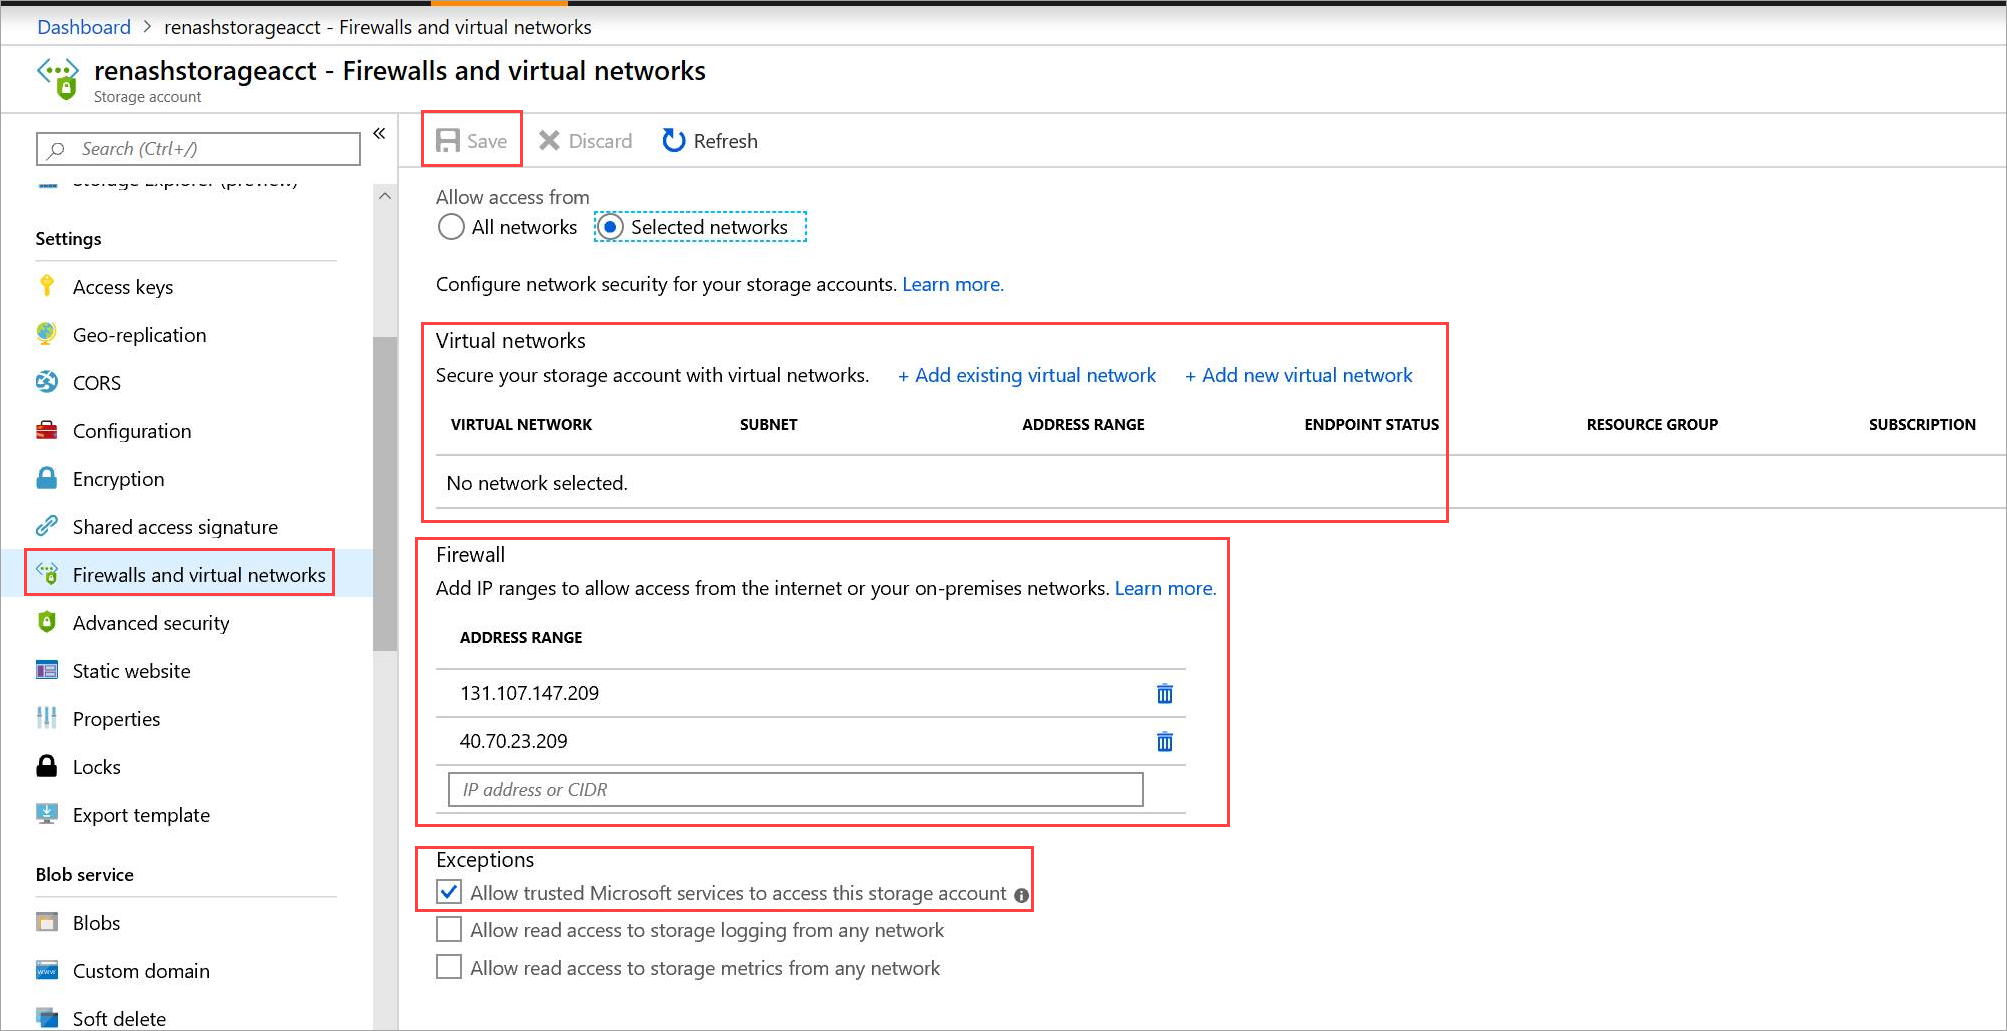 Dashboard > renashstorageacct - Firewalls and virtual networks
renashstorageacct - Firewalls and virtual networks
Storage account
Search (Ctrl+/)
«
Storage Explorer (preview)
Settings
Access keys
Geo-replication
CORS
Configuration
Encryption
Shared access signature
Firewalls and virtual networks
Advanced security
Static website
Properties
Locks
Export template
Blob service
Blobs
Custom domain
Soft delete
Save Discard Refresh
Allow access from
All networks Selected networks
Configure network security for your storage accounts. Learn more.
Virtual networks
Secure your storage account with virtual networks. + Add existing virtual network + Add new virtual network
VIRTUAL NETWORK SUBNET ADDRESS RANGE ENDPOINT STATUS RESOURCE GROUP SUBSCRIPTION
No network selected.
Firewall
Add IP ranges to allow access from the internet or your on-premises networks. Learn more.
ADDRESS RANGE
131.107.147.209
40.70.23.209
IP address or CIDR
Exceptions
Allow trusted Microsoft services to access this storage account
Allow read access to storage logging from any network
Allow read access to storage metrics from any network